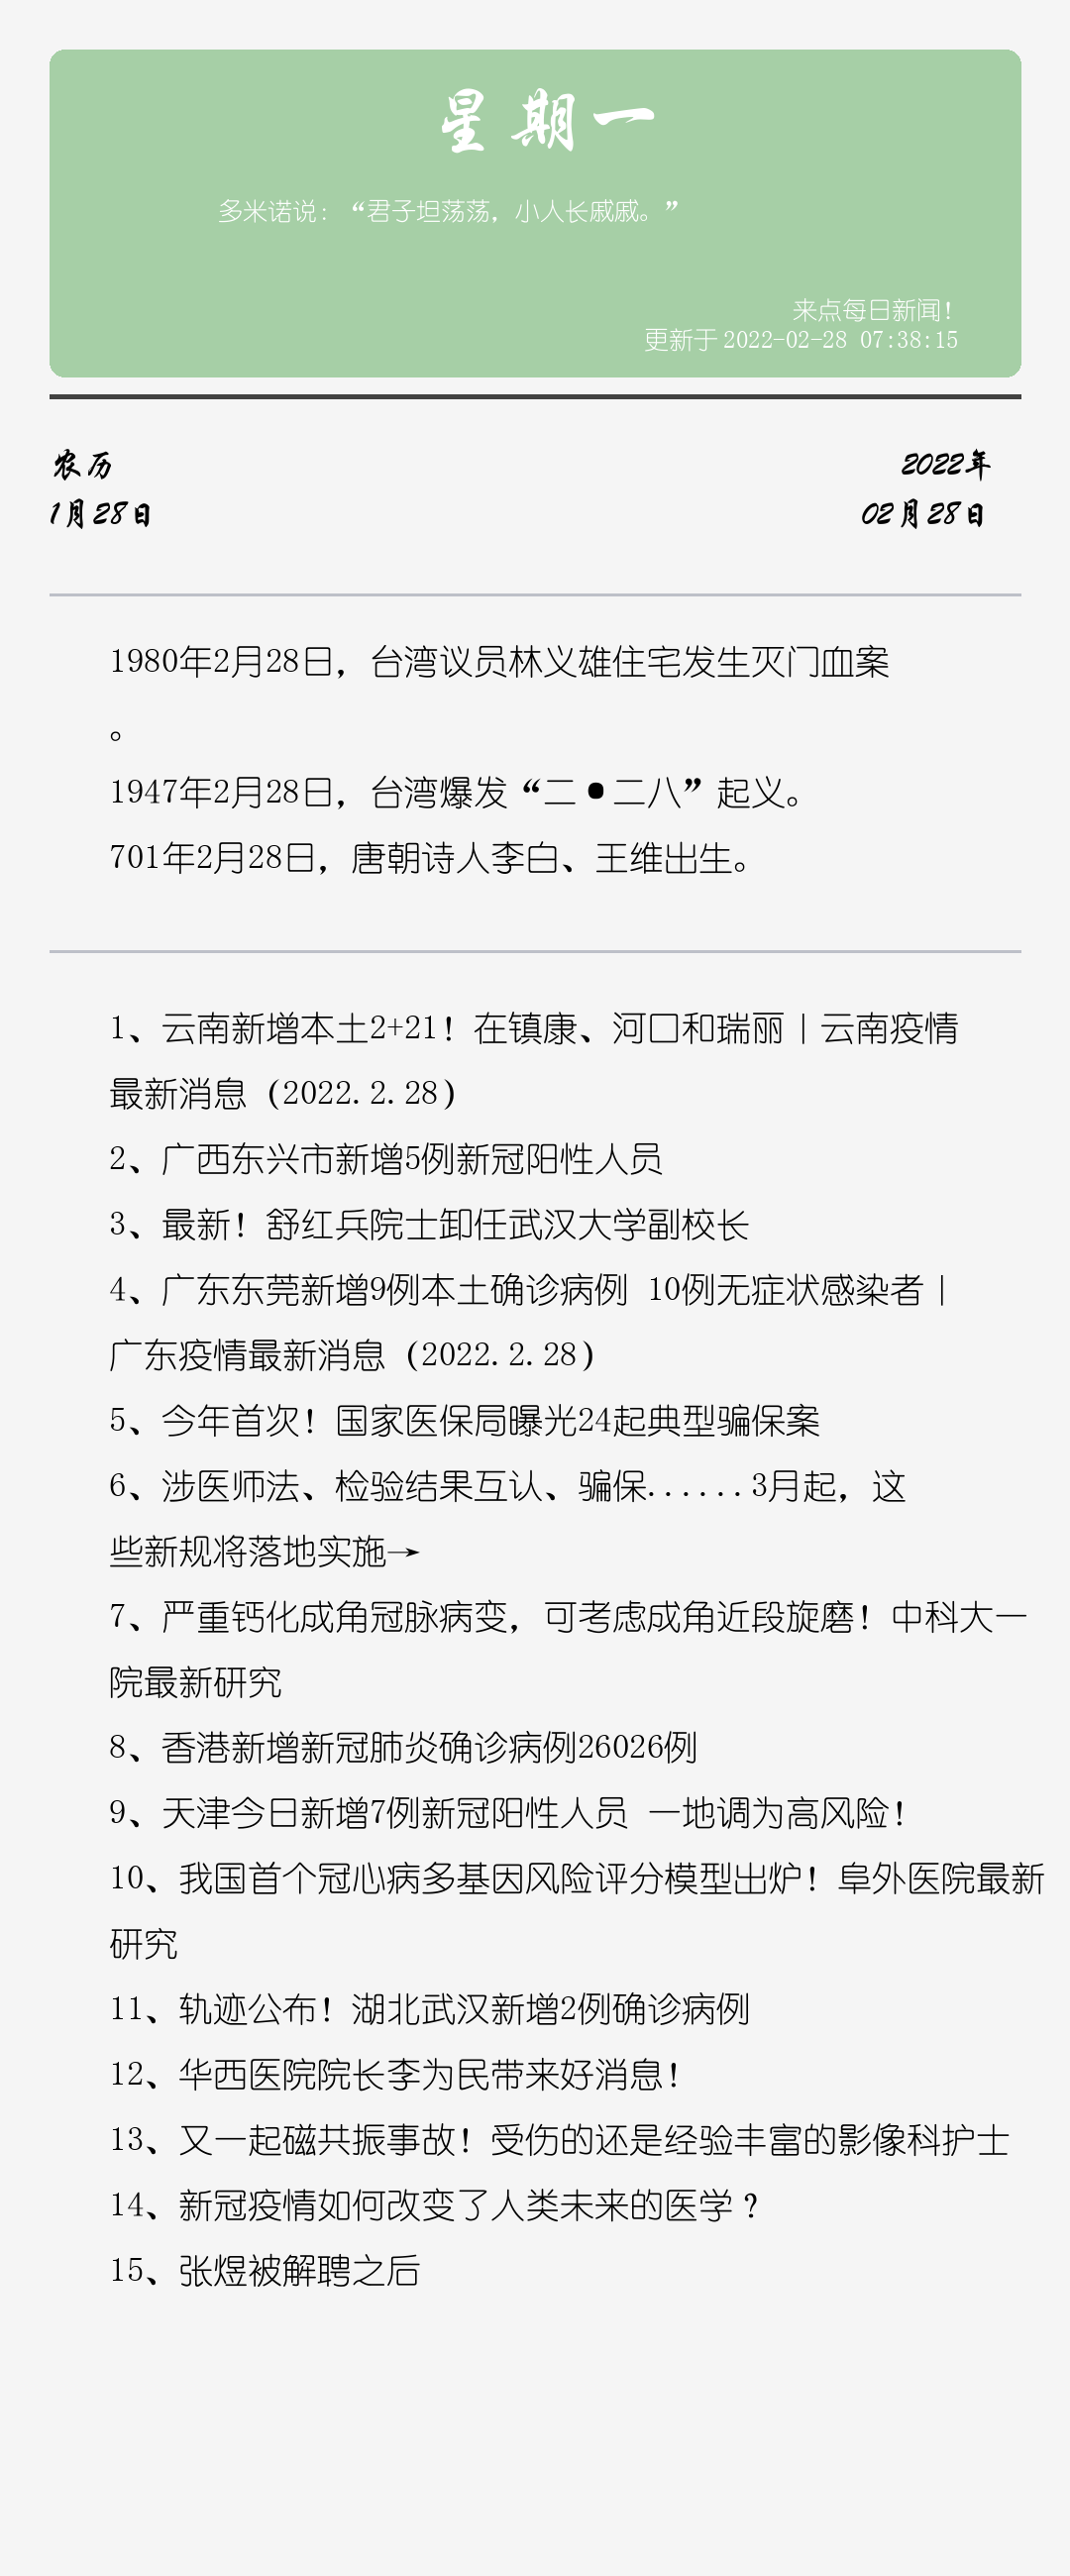 星期一
多米诺说：“君子坦荡荡，小人长戚戚。”
来点每日新闻！
更新于 2022-02-28 07:38:15
农历
2022年
1月28日
02月28日
1980年2月28日，台湾议员林义雄住宅发生灭门血案
。
1947年2月28日，台湾爆发“二•二八”起义。
701年2月28日，唐朝诗人李白、王维出生。
1、云南新增本土2+21！在镇康、河口和瑞丽｜云南疫情
最新消息（2022.2.28）
2、广西东兴市新增5例新冠阳性人员
3、最新！舒红兵院士卸任武汉大学副校长
4、广东东莞新增9例本土确诊病例 10例无症状感染者｜
广东疫情最新消息（2022.2.28）
5、今年首次！国家医保局曝光24起典型骗保案
6、涉医师法、检验结果互认、骗保......3月起，这
些新规将落地实施→
7、严重钙化成角冠脉病变，可考虑成角近段旋磨！中科大一
院最新研究
8、香港新增新冠肺炎确诊病例26026例
9、天津今日新增7例新冠阳性人员 一地调为高风险！
10、我国首个冠心病多基因风险评分模型出炉！阜外医院最新
研究
11、轨迹公布！湖北武汉新增2例确诊病例
12、华西医院院长李为民带来好消息！
13、又一起磁共振事故！受伤的还是经验丰富的影像科护士
14、新冠疫情如何改变了人类未来的医学？
15、张煜被解聘之后